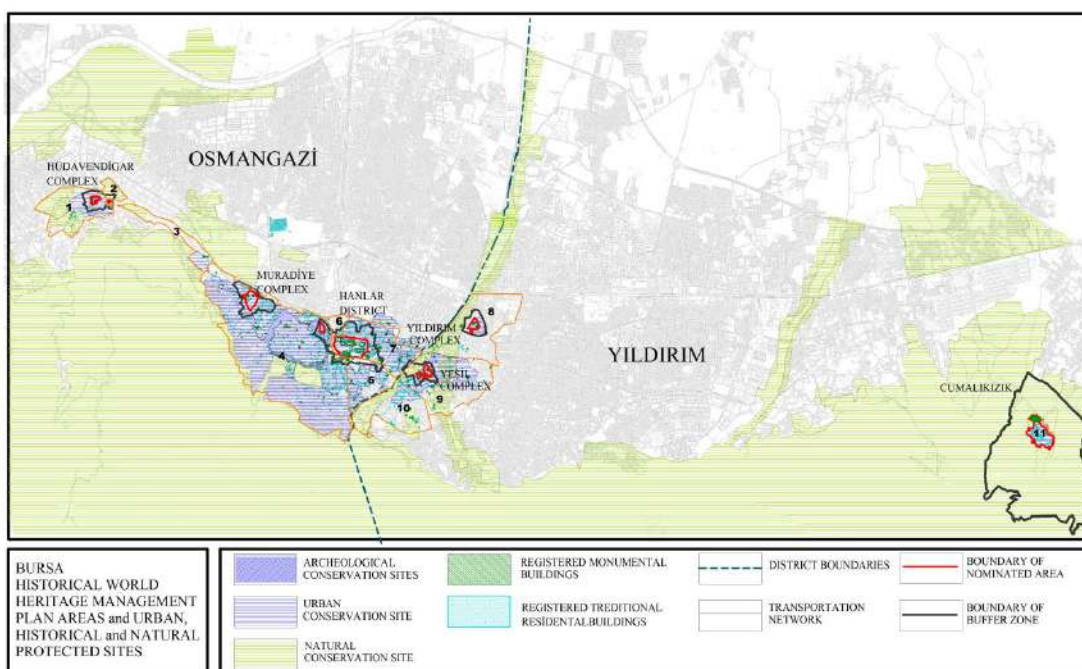 OSMANGAZİ
HÜDAVENDİGAR
COMPLEX
2
1
3
MURADİYE
COMPLEX
HANLAR
DISTRICT
6
8
YILDIRIM
COMPLEX
7
YILDIRIM
4
YEŞİL
COMPLEX
5
9
10
CUMALIKIZIK
11
BURSA
HISTORICAL WORLD
HERITAGE MANAGEMENT
PLAN AREAS and URBAN,
HISTORICAL and NATURAL
PROTECTED SITES
ARCHEOLOGICAL
CONSERVATION SITES
URBAN
CONSERVATION SITE
NATURAL
CONSERVATION SITE
REGISTERED MONUMENTAL
BUILDINGS
REGISTERED TREDITIONAL
RESIDENTALBUILDINGS
DISTRICT BOUNDARIES
TRANSPORTATION
NETWORK
BOUNDARY OF
NOMINATED AREA
BOUNDARY OF
BUFFER ZONE